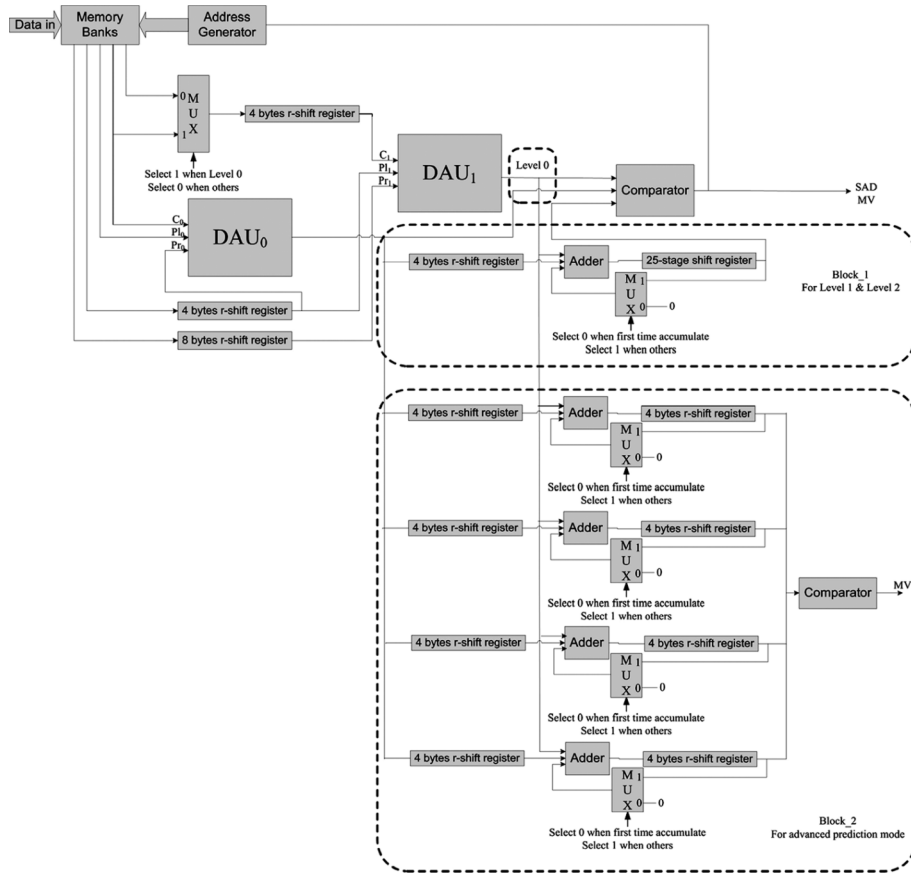 Data in
Memory
Banks
Address
Generator
0
M
U
X
1
4 bytes r-shift register
Select 1 when Level 0
Select 0 when others
C1
Pl1
Pr1
DAU1
Level 0
Comparator
SAD
MV
C0
Pl0
Pr0
DAU0
4 bytes r-shift register
8 bytes r-shift register
4 bytes r-shift register
Adder
25-stage shift register
M 1
U
X 0 0
Select 0 when first time accumulate
Select 1 when others
Block_1
For Level 1 & Level 2
4 bytes r-shift register
Adder
4 bytes r-shift register
M 1
U
X 0 0
Select 0 when first time accumulate
Select 1 when others
4 bytes r-shift register
Adder
4 bytes r-shift register
M 1
U
X 0 0
Select 0 when first time accumulate
Select 1 when others
Comparator
MV
4 bytes r-shift register
Adder
4 bytes r-shift register
M 1
U
X 0 0
Select 0 when first time accumulate
Select 1 when others
4 bytes r-shift register
Adder
4 bytes r-shift register
M 1
U
X 0 0
Select 0 when first time accumulate
Select 1 when others
Block_2
For advanced prediction mode